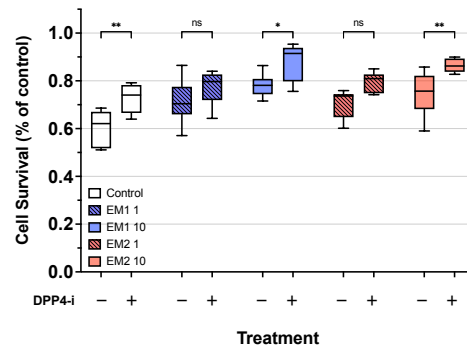 ** ns * ns **
1.0
0.8
0.6
0.4
0.2
0.0
Cell Survival (% of control)
Control
EM1 1
EM1 10
EM2 1
EM2 10
DPP4-i − + − + − + − + − +
Treatment